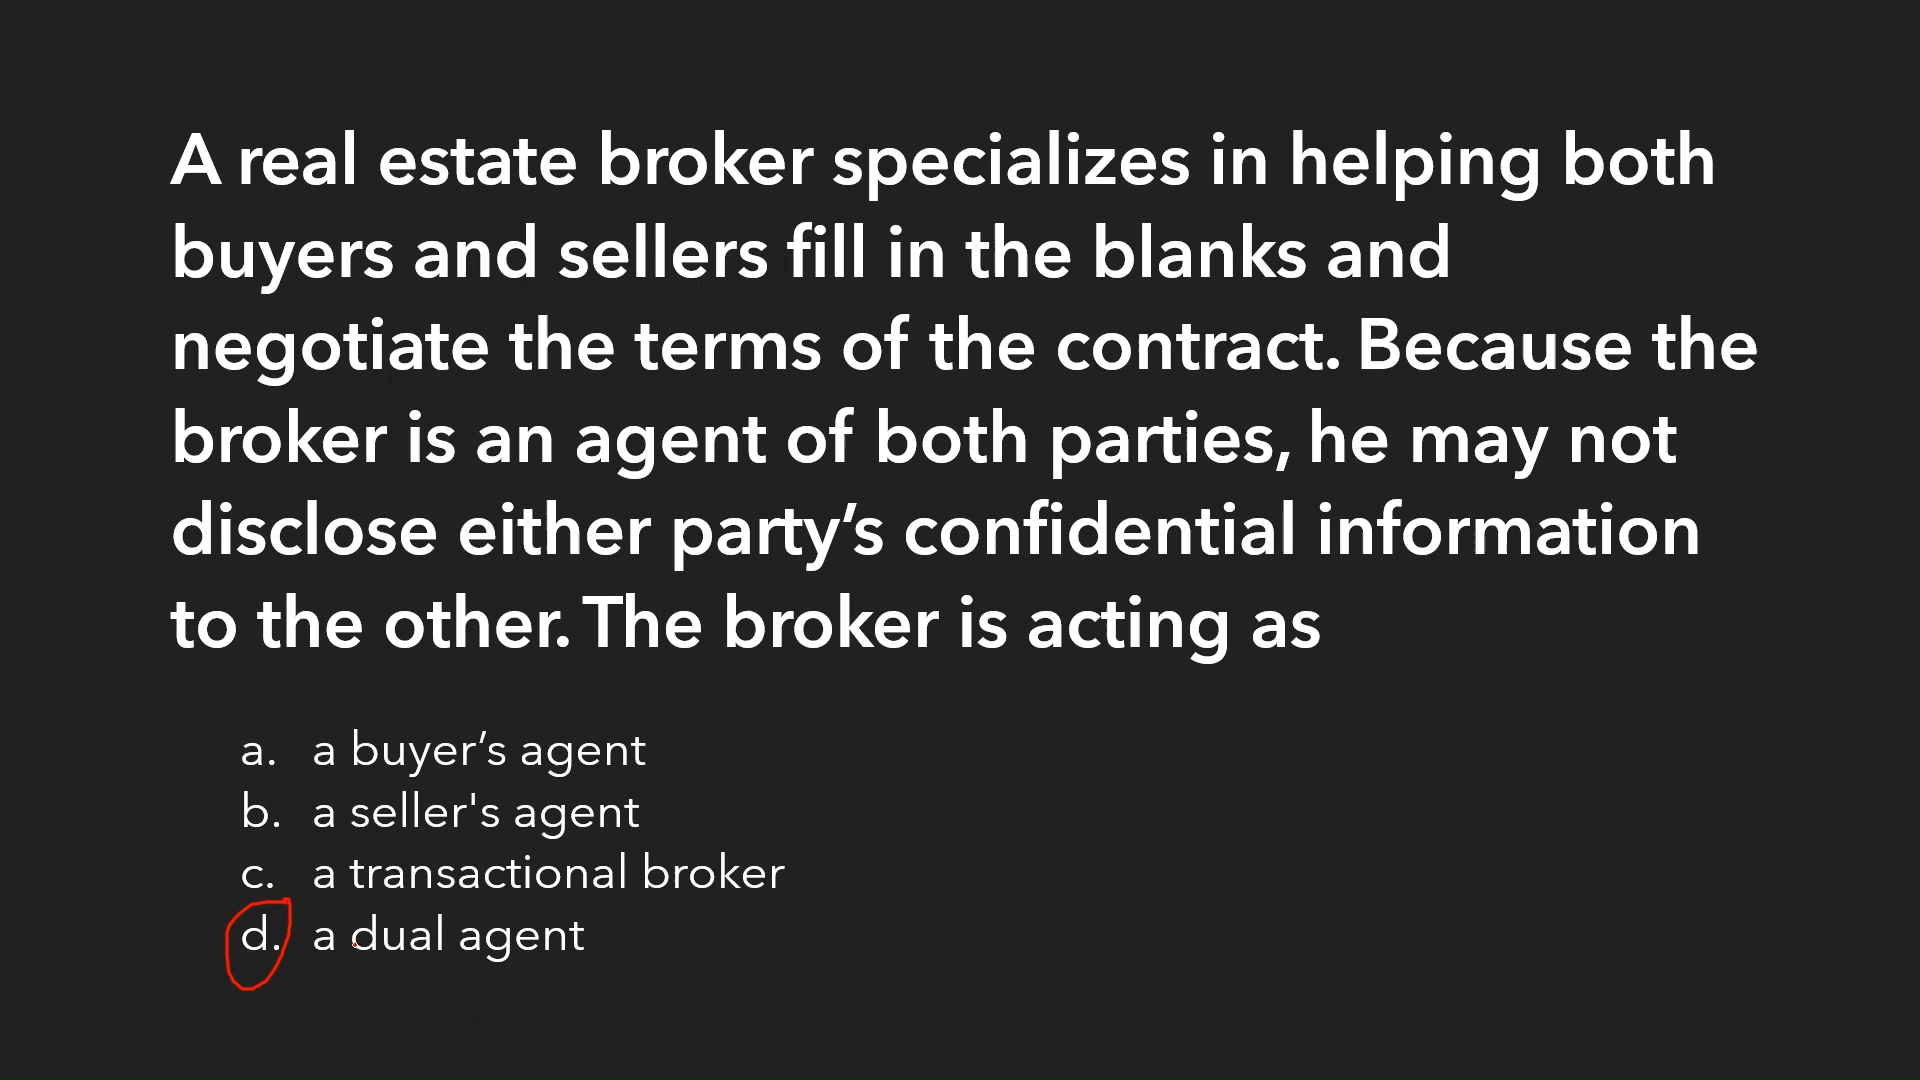 A real estate broker specializes in helping both
buyers and sellers fill in the blanks and
negotiate the terms of the contract. Because the
broker is an agent of both parties, he may not
disclose either party’s confidential information
to the other. The broker is acting as
a. a buyer’s agent
b. a seller's agent
c. a transactional broker
d. a dual agent